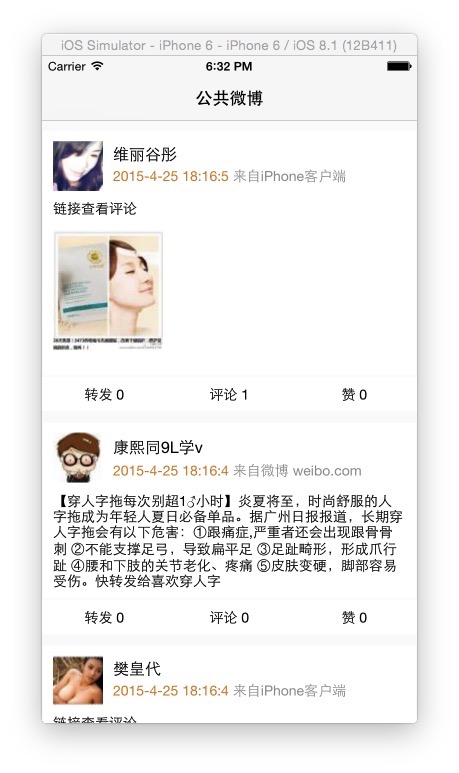 iOS Simulator - iPhone 6 - iPhone 6 / iOS 8.1 (12B411)
Carrier 6:32 PM
公共微博
维丽谷彤
2015-4-25 18:16:5 来自iPhone客户端
链接查看评论
转发 0 评论 1 赞 0
康熙同9L学v
2015-4-25 18:16:4 来自微博 weibo.com
【穿人字拖每次别超1♂小时】炎夏将至，时尚舒服的人
字拖成为年轻人夏日必备单品。据广州日报报道，长期穿
人字拖会有以下危害：①跟痛症,严重者还会出现跟骨骨
刺 ②不能支撑足弓，导致扁平足 ③足趾畸形，形成爪行
趾 ④腰和下肢的关节老化、疼痛 ⑤皮肤变硬，脚部容易
受伤。快转发给喜欢穿人字
转发 0 评论 0 赞 0
樊皇代
2015-4-25 18:16:4 来自iPhone客户端
链接查看评论